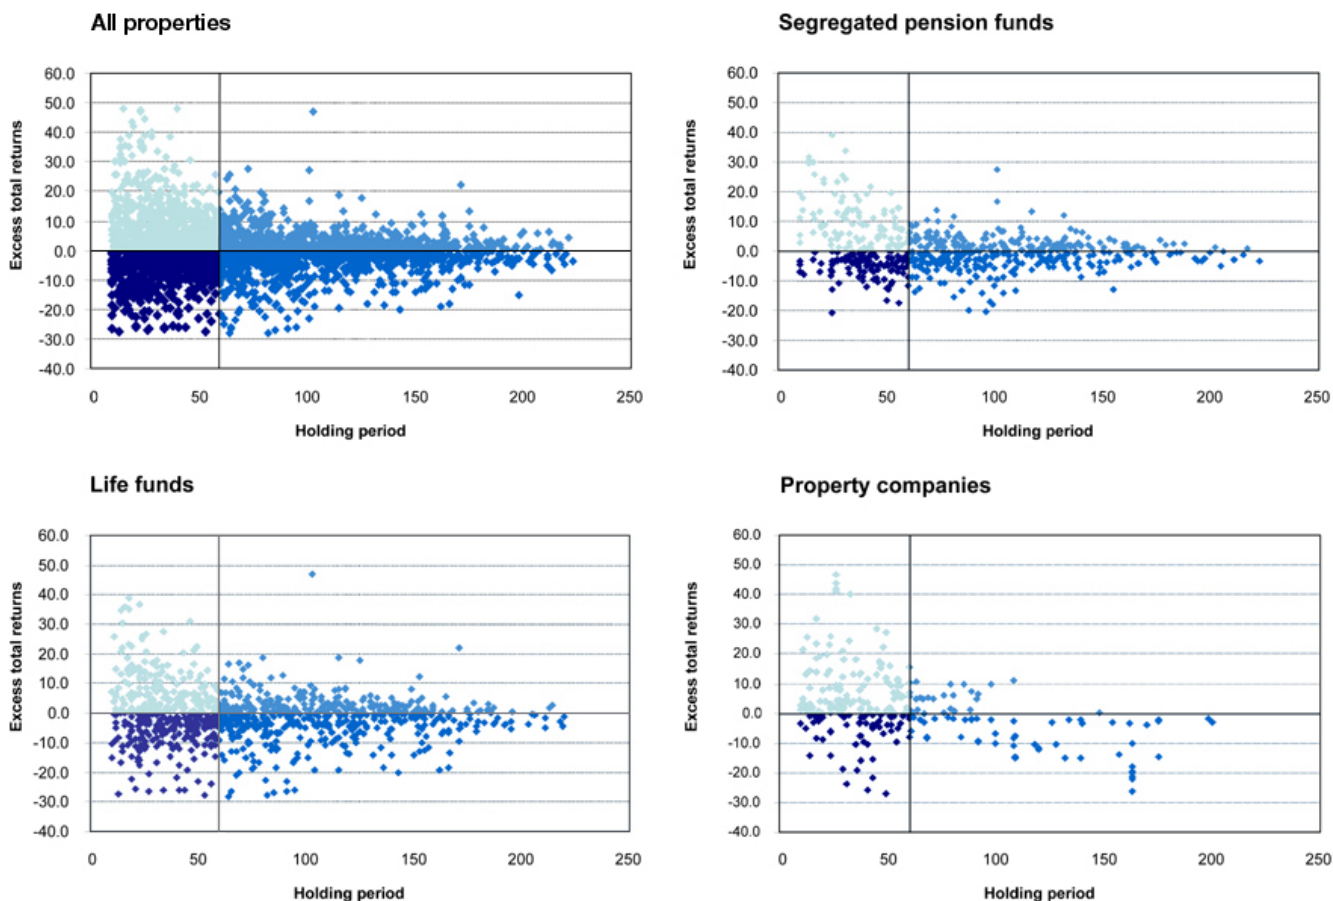 All properties
Excess total returns
60.0
50.0
40.0
30.0
20.0
10.0
0.0
-10.0
-20.0
-30.0
-40.0
0 50 100 150 200 250
Holding period
Segregated pension funds
Excess total returns
60.0
50.0
40.0
30.0
20.0
10.0
0.0
-10.0
-20.0
-30.0
-40.0
0 50 100 150 200 250
Holding period
Life funds
Excess total returns
60.0
50.0
40.0
30.0
20.0
10.0
0.0
-10.0
-20.0
-30.0
-40.0
0 50 100 150 200 250
Holding period
Property companies
Excess total returns
60.0
50.0
40.0
30.0
20.0
10.0
0.0
-10.0
-20.0
-30.0
-40.0
0 50 100 150 200 250
Holding period